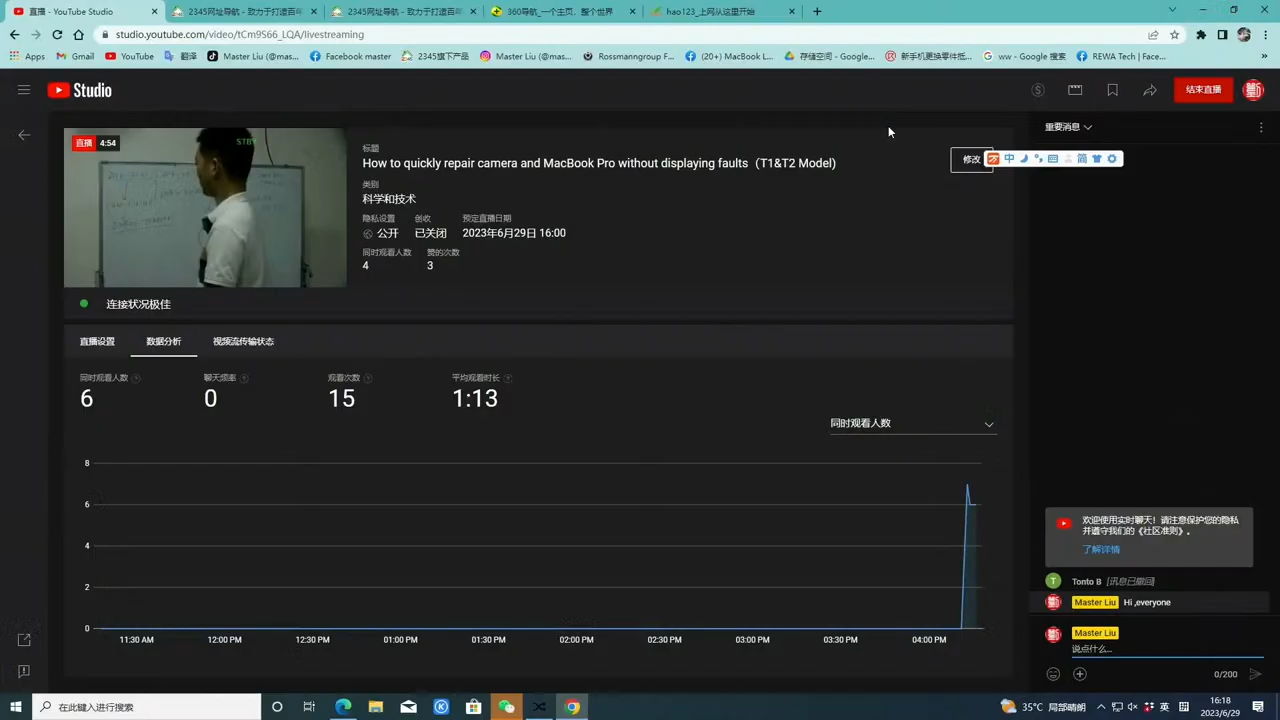 直播 - YouTube Studio
2345网址导航 - 致力于打造百年
2345网址导航 - 致力于打造百年
360导航_一个主页，整个世界
hao123_上网从这里开始
studio.youtube.com/video/tCm9S66_LQA/livestreaming
Apps
Gmail
YouTube
翻译
Master Liu (@mas...
Facebook master
2345旗下产品
Master Liu (@mas...
Rossmanngroup F...
(20+) MacBook L...
存储空间 - Google...
新手机更换零件抵...
ww - Google 搜索
REWA Tech | Face...
»
Studio
结束直播
直播 4:54
STBY
标题
How to quickly repair camera and MacBook Pro without displaying faults（T1&T2 Model)
修改
中
简
类别
科学和技术
隐私设置
创收
预定直播日期
公开
已关闭
2023年6月29日 16:00
同时观看人数
赞的次数
4
3
连接状况极佳
直播设置
数据分析
视频流传输状态
同时观看人数
聊天频率
观看次数
平均观看时长
6
0
15
1:13
同时观看人数
8
6
4
2
0
11:30 AM
12:00 PM
12:30 PM
01:00 PM
01:30 PM
02:00 PM
02:30 PM
03:00 PM
03:30 PM
04:00 PM
重要消息
欢迎使用实时聊天！请注意保护您的隐私
并遵守我们的《社区准则》。
了解详情
T
Tonto B [讯息已撤回]
Master Liu Hi ,everyone
Master Liu
说点什么...
0/200
在此键入进行搜索
35°C 局部晴朗
英
拼
16:18
2023/6/29